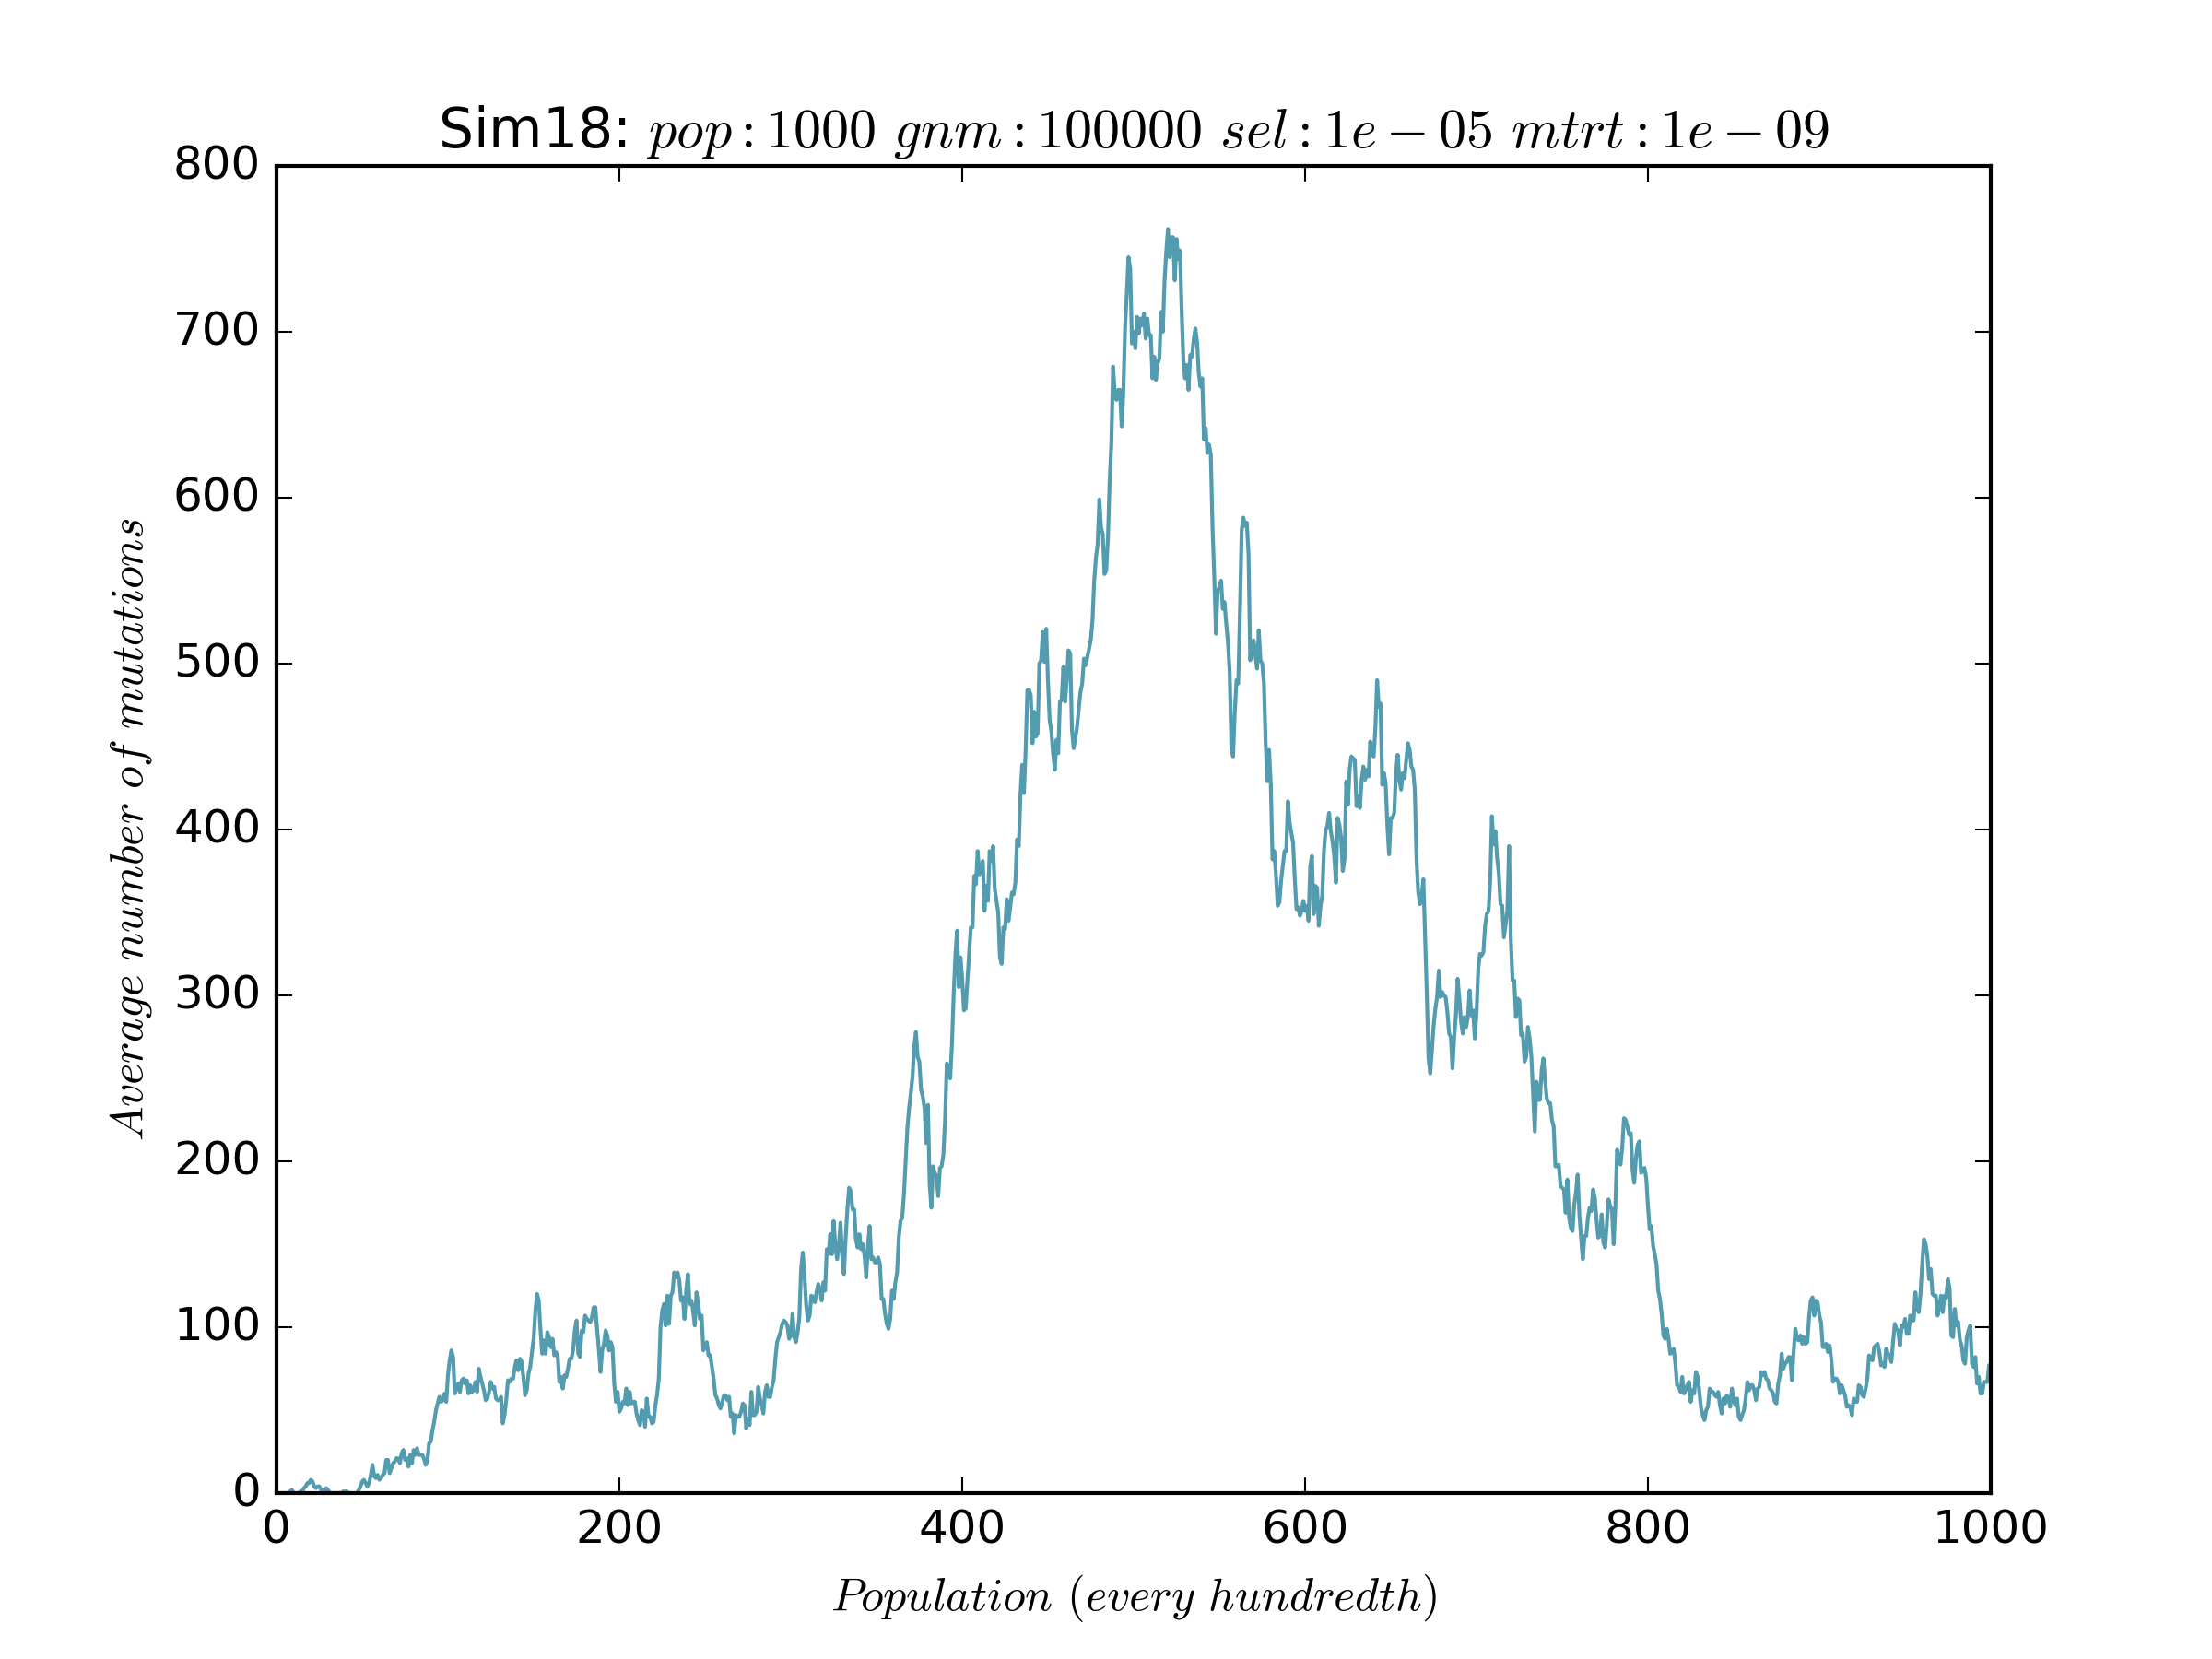 Sim18: pop : 1000 gnm : 100000 sel : 1e − 05 mtrt : 1e − 09
800
700
600
500
400
300
200
100
0
Average number of mutations
0 200 400 600 800 1000
Population (every hundredth)